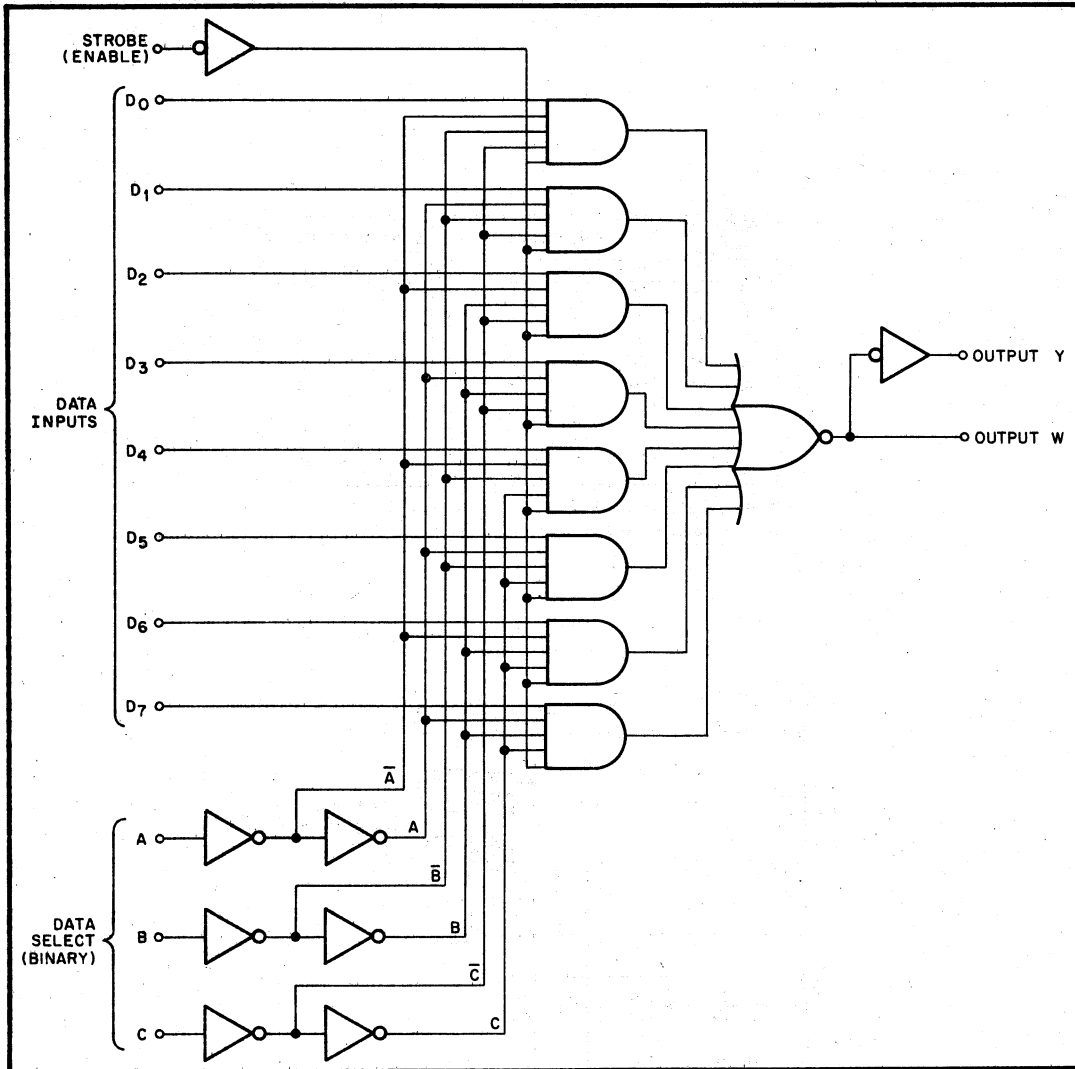 STROBE
(ENABLE)
D0
D1
D2
D3
DATA
INPUTS
D4
D5
D6
D7
OUTPUT Y
OUTPUT W
A̅
A
A
B̅
DATA
SELECT
(BINARY)
B
B
C̅
C
C